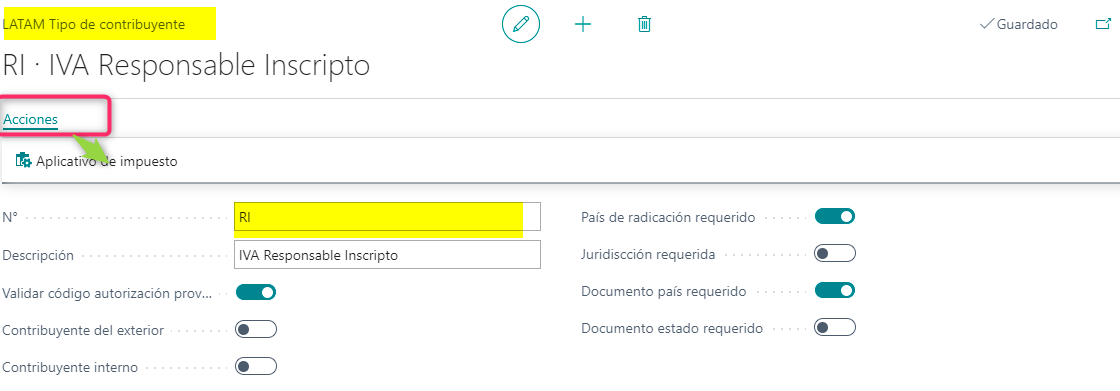 LATAM Tipo de contribuyente
Guardado
RI · IVA Responsable Inscripto
Acciones
Aplicativo de impuesto
N° RI
País de radicación requerido
Descripción IVA Responsable Inscripto
Juridiscción requerida
Validar código autorización prov...
Documento país requerido
Contribuyente del exterior
Documento estado requerido
Contribuyente interno